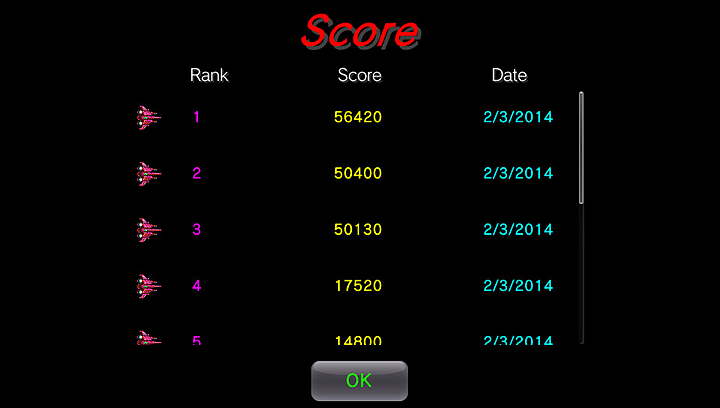 Score
Rank Score Date
1 56420 2/3/2014
2 50400 2/3/2014
3 50130 2/3/2014
4 17520 2/3/2014
5 14800 2/3/2014
OK